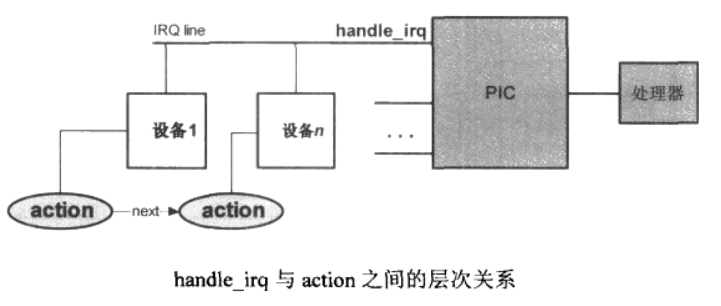 IRQ line
handle_irq
PIC
处理器
设备1
设备n
...
action
next
action
handle_irq 与 action 之间的层次关系